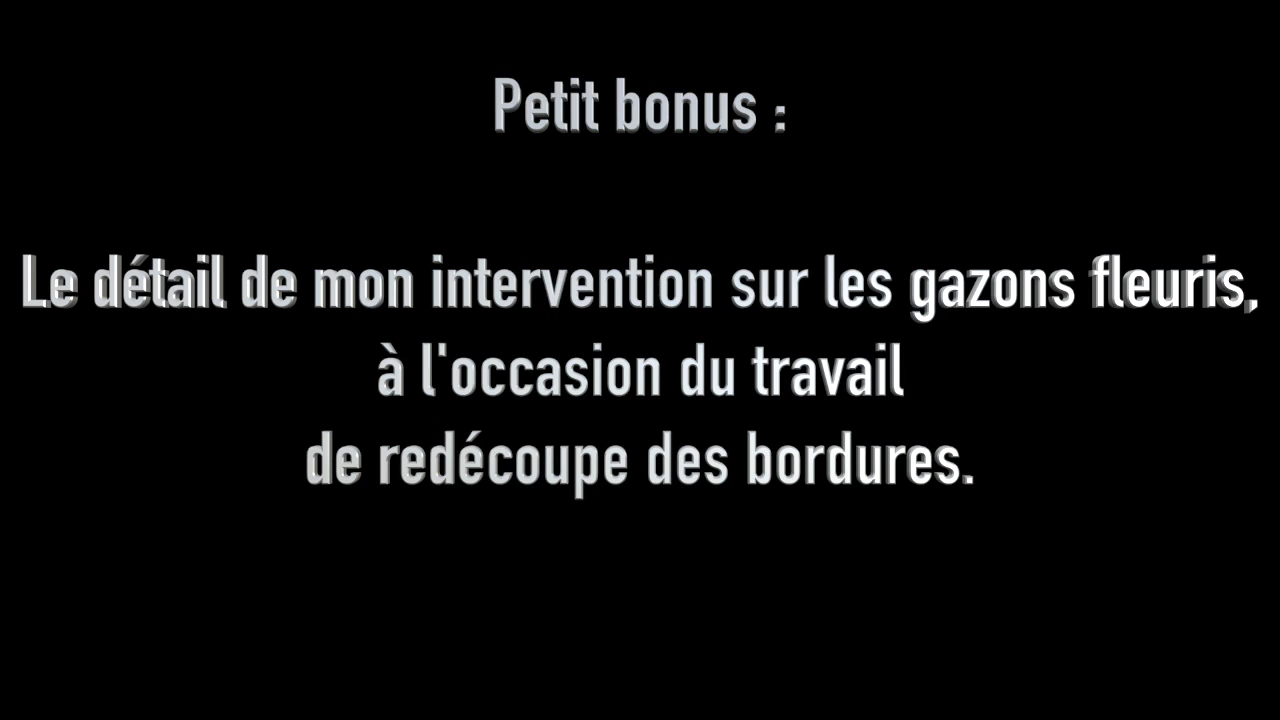 Petit bonus :
Le détail de mon intervention sur les gazons fleuris,
à l'occasion du travail
de redécoupe des bordures.